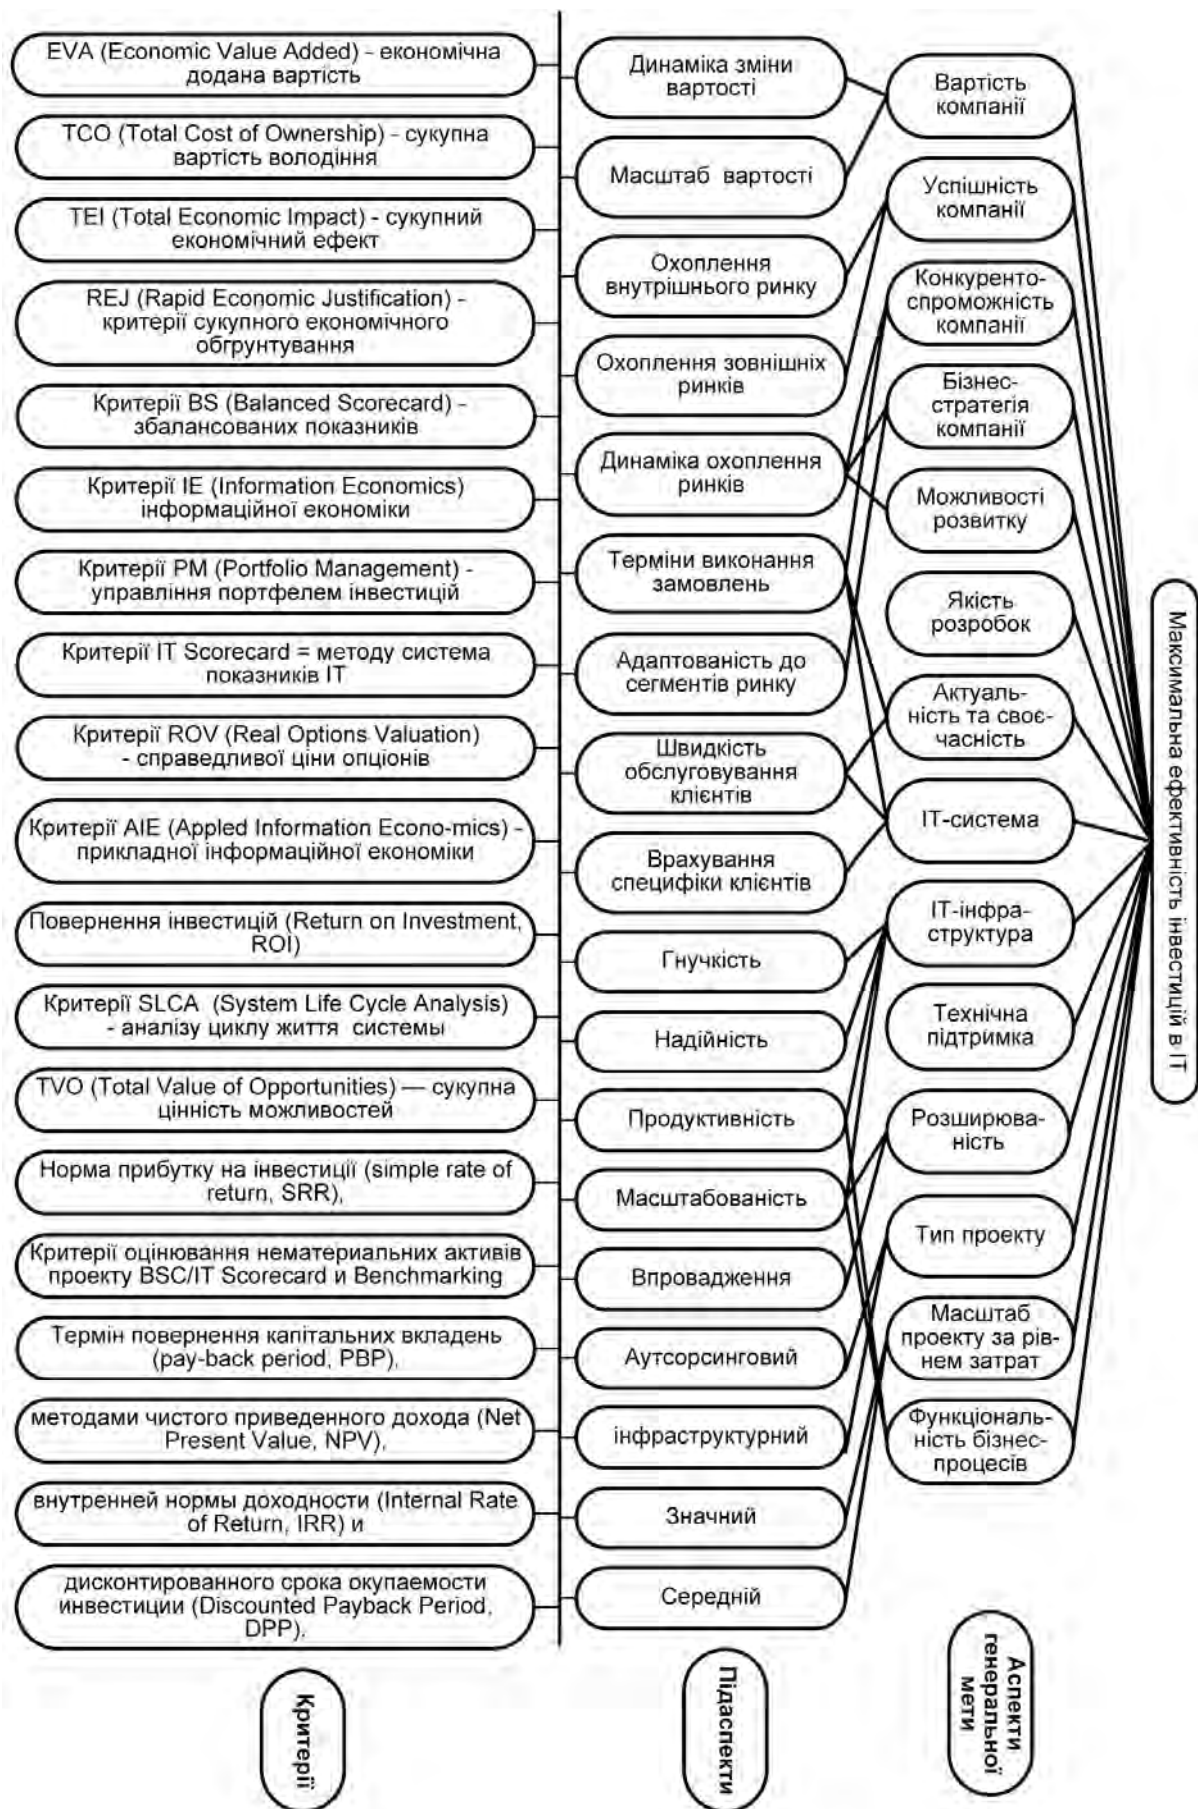 EVA (Economic Value Added) - економічна
додана вартість
TCO (Total Cost of Ownership) - сукупна
вартість володіння
TEI (Total Economic Impact) - сукупний
економічний ефект
REJ (Rapid Economic Justification) -
критерії сукупного економічного
обгрунтування
Критерії BS (Balanced Scorecard) -
збалансованих показників
Критерії IE (Information Economics)
інформаційної економіки
Критерії PM (Portfolio Management) -
управління портфелем інвестицій
Критерії IT Scorecard = методу система
показників ІТ
Критерії ROV (Real Options Valuation)
- справедливої ціни опціонів
Критерії AIE (Appled Information Econo-mics) -
прикладної інформаційної економіки
Повернення інвестицій (Return on Investment,
ROI)
Критерії SLCA (System Life Cycle Analysis)
- аналізу циклу життя системы
TVO (Total Value of Opportunities) — сукупна
цінність можливостей
Норма прибутку на інвестиції (simple rate of
return, SRR),
Критерії оцінювання нематериальних активів
проекту BSC/IT Scorecard и Benchmarking
Термін повернення капітальних вкладень
(pay-back period, PBP),
методами чистого приведенного дохода (Net
Present Value, NPV),
внутренней нормы доходности (Internal Rate
of Return, IRR) и
дисконтированного срока окупаемости
инвестиции (Discounted Payback Period,
DPP),
Критерії
Динаміка зміни
вартості
Масштаб вартості
Охоплення
внутрішнього ринку
Охоплення зовнішніх
ринків
Динаміка охоплення
ринків
Терміни виконання
замовлень
Адаптованість до
сегментів ринку
Швидкість
обслуговування
клієнтів
Врахування
специфіки клієнтів
Гнучкість
Надійність
Продуктивність
Масштабованість
Впровадження
Аутсорсинговий
інфраструктурний
Значний
Середній
Підаспекти
Вартість
компанії
Успішність
компанії
Конкуренто-
спроможність
компанії
Бізнес-
стратегія
компанії
Можливості
розвитку
Якість
розробок
Актуаль-
ність та своє-
часність
ІТ-система
ІТ-інфра-
структура
Технічна
підтримка
Розширюва-
ність
Тип проекту
Масштаб
проекту за рів-
нем затрат
Функціональ-
ність бізнес-
процесів
Аспекти
генеральної
мети
Максимальна ефективність інвестицій в ІТ